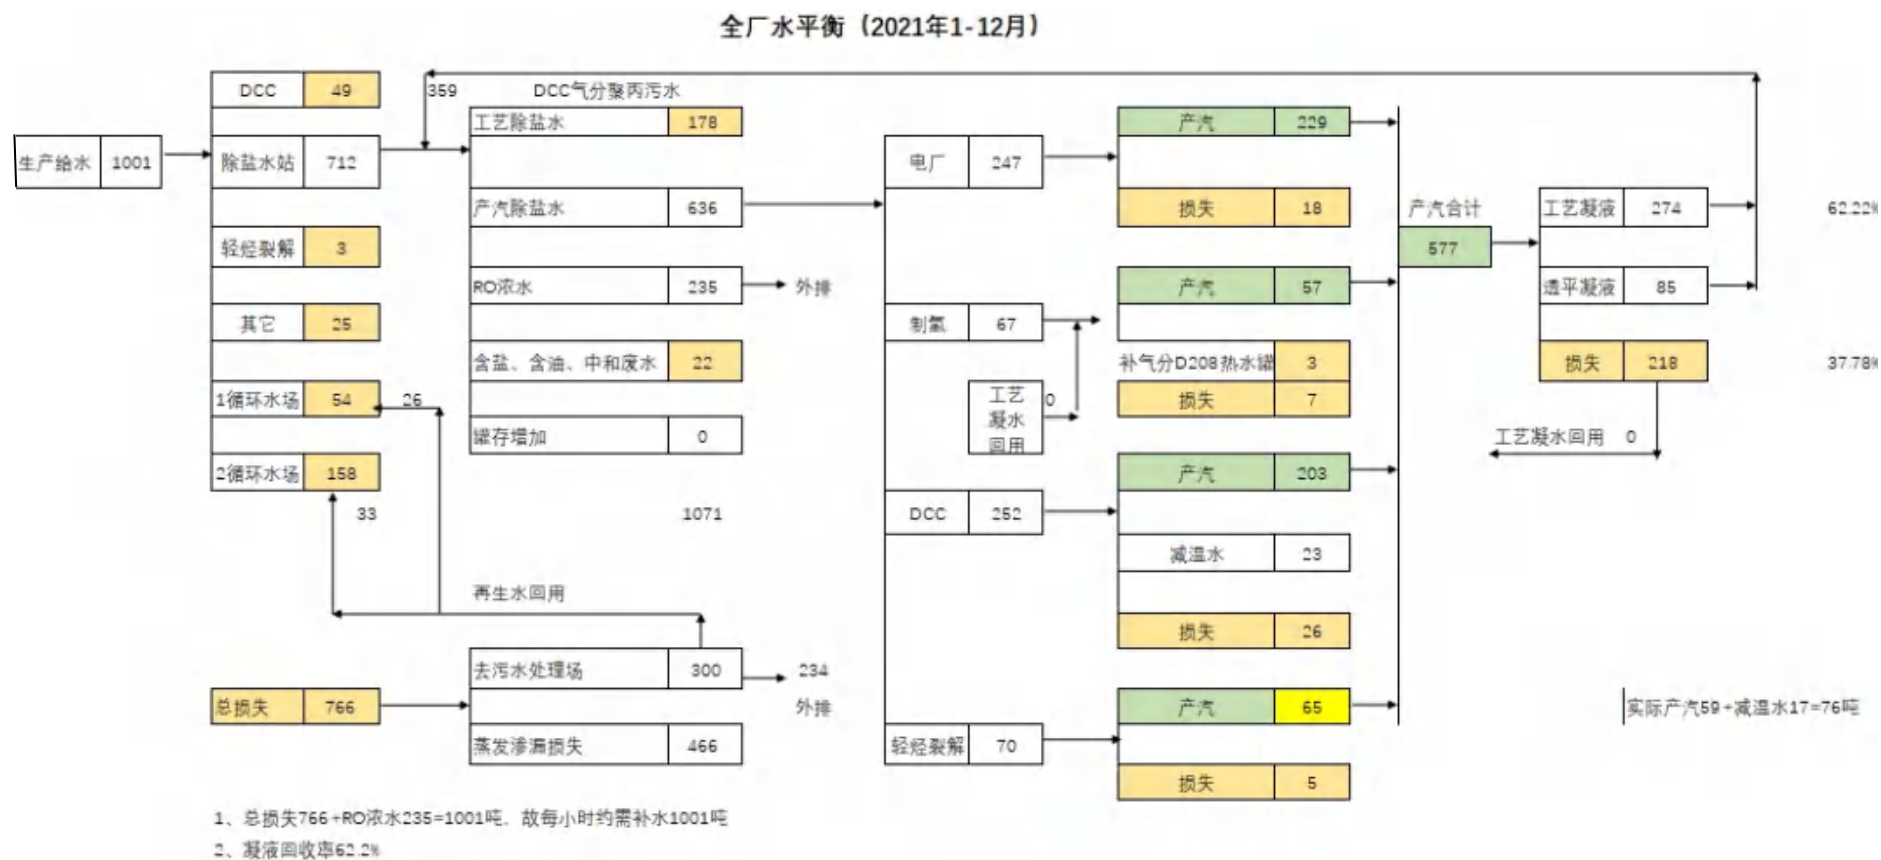 全厂水平衡（2021年1-12月）
DCC 49
359
DCC气分聚丙污水
生产给水 1001
除盐水站 712
轻烃裂解 3
其它 25
1循环水场 54
26
2循环水场 158
33
工艺除盐水 178
产汽除盐水 636
RO浓水 235
外排
含盐、含油、中和废水 22
罐存增加 0
1071
再生水回用
去污水处理场 300
234
外排
总损失 766
蒸发渗漏损失 466
电厂 247
制氢 67
工艺
凝水
回用
0
DCC 252
轻烃裂解 70
产汽 229
损失 18
产汽 57
补气分D208热水罐 3
损失 7
产汽 203
减温水 23
损失 26
产汽 65
损失 5
产汽合计
577
工艺凝液 274
62.22%
透平凝液 85
损失 218
37.78%
工艺凝水回用 0
实际产汽59+减温水17=76吨
1、总损失766+RO浓水235=1001吨．故每小时约需补水1001吨
2、凝液回收率62.2%